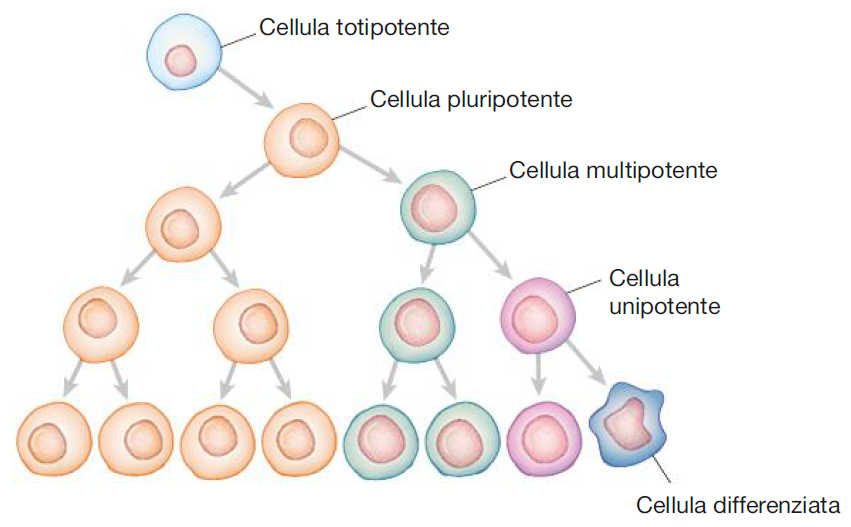 Cellula totipotente
Cellula pluripotente
Cellula multipotente
Cellula
unipotente
Cellula differenziata